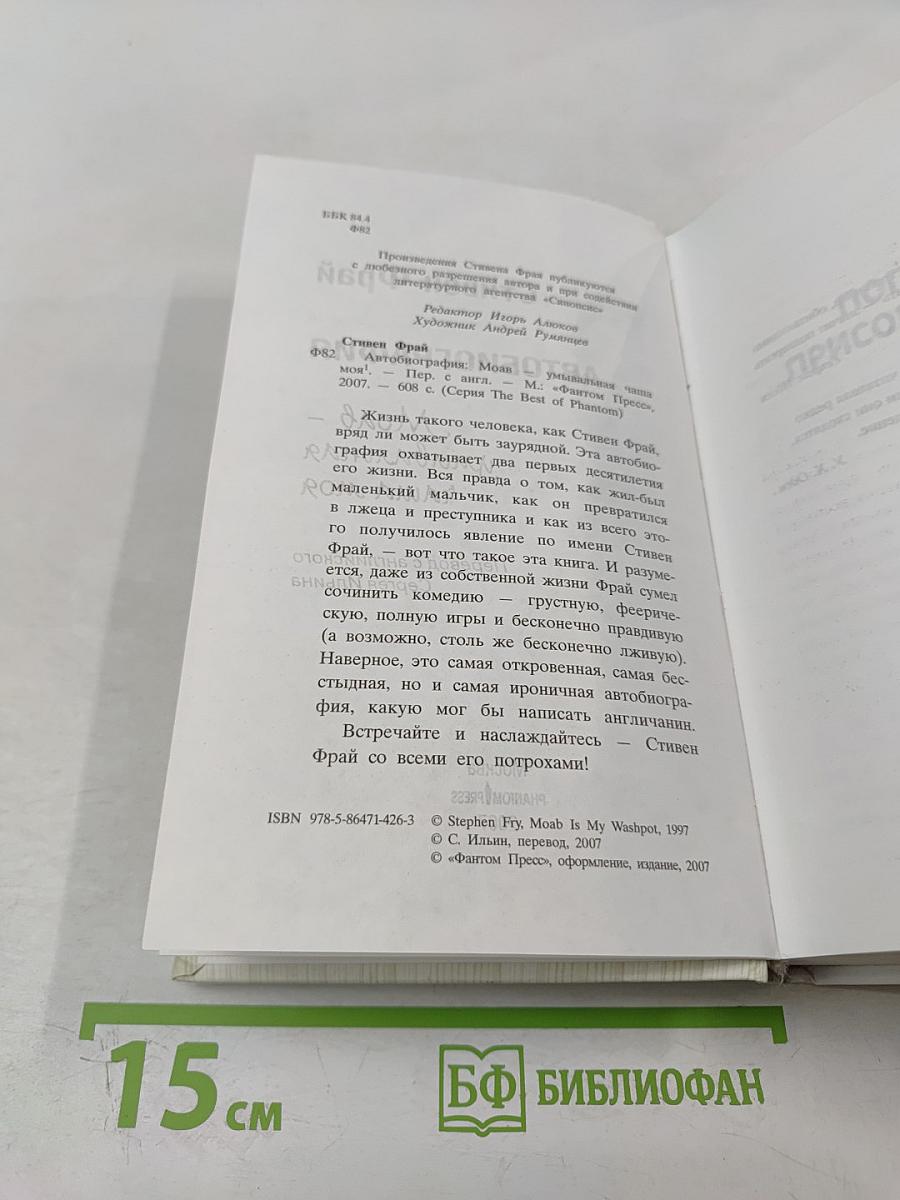 ББК 84.4
Ф82
Произведения Стивена Фрая публикуются
с любезного разрешения автора и при содействии
литературного агентства «Синопсис»
Редактор Игорь Алюков
Художник Андрей Румянцев
Стивен Фрай
Ф82 Автобиография: Моав — умывальная чаша
моя¹. — Пер. с англ. — М.: «Фантом Пресс»,
2007. — 608 с. (Серия The Best of Phantom)
Жизнь такого человека, как Стивен Фрай,
вряд ли может быть заурядной. Эта автобио-
графия охватывает два первых десятилетия
его жизни. Вся правда о том, как жил-был
маленький мальчик, как он превратился
в лжеца и преступника и как из всего это-
го получилось явление по имени Стивен
Фрай, — вот что такое эта книга. И разуме-
ется, даже из собственной жизни Фрай сумел
сочинить комедию — грустную, фееричe-
скую, полную игры и бесконечно правдивую
(а возможно, столь же бесконечно лживую).
Наверное, это самая откровенная, самая бес-
стыдная, но и самая ироничная автобиогра-
фия, какую мог бы написать англичанин.
Встречайте и наслаждайтесь — Стивен
Фрай со всеми его потрохами!
ISBN 978-5-86471-426-3
© Stephen Fry, Moab Is My Washpot, 1997
© С. Ильин, перевод, 2007
© «Фантом Пресс», оформление, издание, 2007
15 см
БФ БИБЛИОФАН